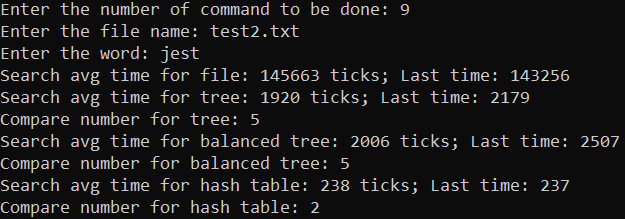 Enter the number of command to be done: 9
Enter the file name: test2.txt
Enter the word: jest
Search avg time for file: 145663 ticks; Last time: 143256
Search avg time for tree: 1920 ticks; Last time: 2179
Compare number for tree: 5
Search avg time for balanced tree: 2006 ticks; Last time: 2507
Compare number for balanced tree: 5
Search avg time for hash table: 238 ticks; Last time: 237
Compare number for hash table: 2